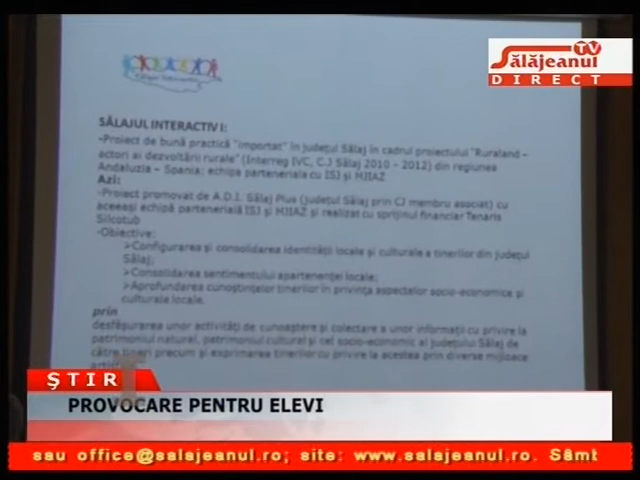 Sălăjeanul TV
DIRECT
SĂLAJUL INTERACTIV I:
-Proiect de bună practică "importat" în județul Sălaj în cadrul proiectului "Ruraland –
actori ai dezvoltării rurale" (Interreg IVC, C.J Sălaj 2010 – 2012) din regiunea
Andaluzia – Spania; echipa partenerială cu ISJ și MJIAZ
Azi:
-Proiect promovat de A.D.I. Sălaj Plus (județul Sălaj prin CJ membru asociat) cu
aceeași echipă partenerială ISJ și MJIAZ și realizat cu sprijinul financiar Tenaris
Silcotub
-Obiective:
➢Configurarea și consolidarea identității locale și culturale a tinerilor din județul
Sălaj;
➢Consolidarea sentimentului apartenenței locale;
➢Aprofundarea cunoștințelor tinerilor în privința aspectelor socio-economice și
culturale locale.
prin
desfășurarea unor activități de cunoaștere și colectare a unor informații cu privire la
patrimoniul natural, patrimoniul cultural și cel socio-economic al județului Sălaj de
către tineri precum și exprimarea tinerilor cu privire la acestea prin diverse mijloace
ŞTIR
PROVOCARE PENTRU ELEVI
sau office@salajeanul.ro; site: www.salajeanul.ro. Sâmt